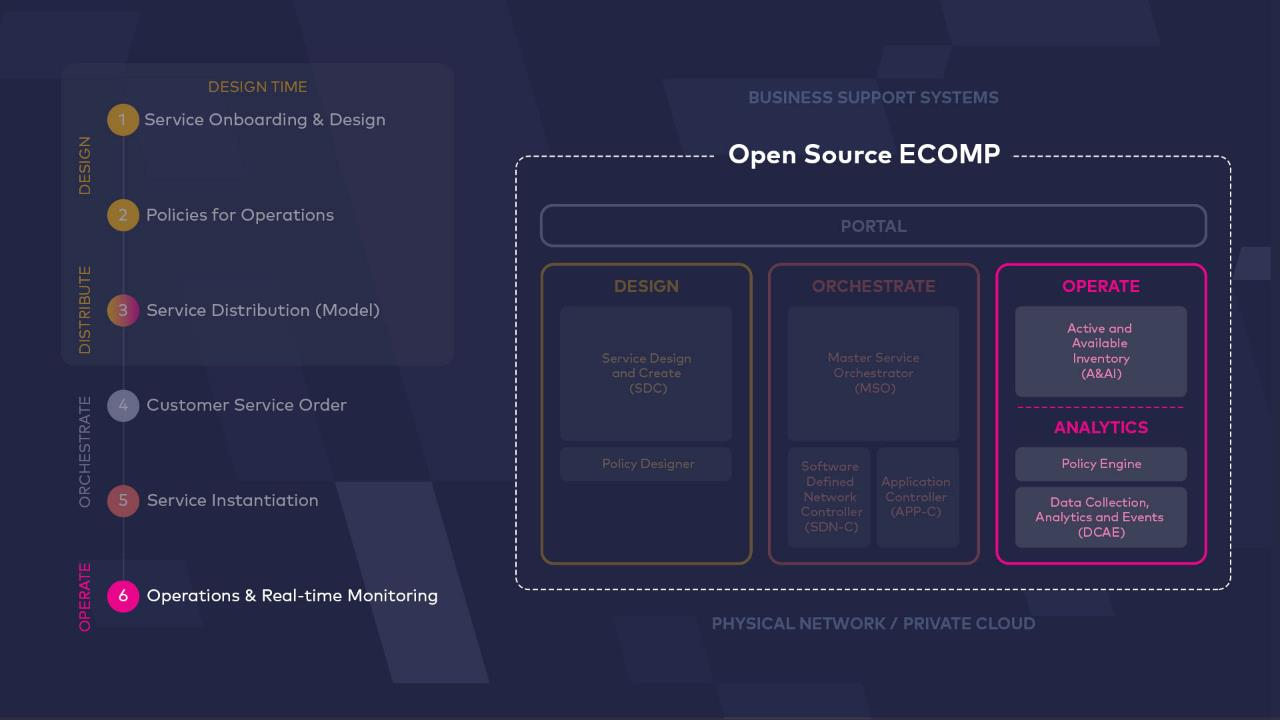 DESIGN TIME
DESIGN
1
Service Onboarding & Design
2
Policies for Operations
DISTRIBUTE
3
Service Distribution (Model)
ORCHESTRATE
4
Customer Service Order
5
Service Instantiation
OPERATE
6
Operations & Real-time Monitoring
BUSINESS SUPPORT SYSTEMS
Open Source ECOMP
PORTAL
DESIGN
Service Design
and Create
(SDC)
Policy Designer
ORCHESTRATE
Master Service
Orchestrator
(MSO)
Software
Defined
Network
Controller
(SDN-C)
Application
Controller
(APP-C)
OPERATE
Active and
Available
Inventory
(A&AI)
ANALYTICS
Policy Engine
Data Collection,
Analytics and Events
(DCAE)
PHYSICAL NETWORK / PRIVATE CLOUD